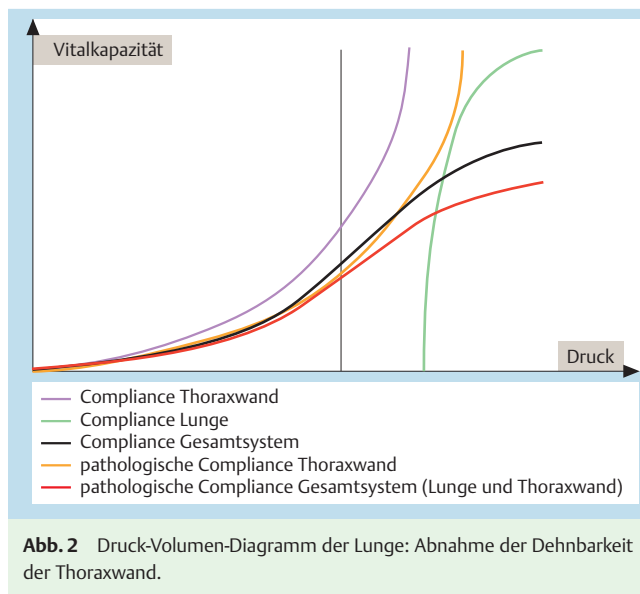 Vitalkapazität
Druck
Compliance Thoraxwand
Compliance Lunge
Compliance Gesamtsystem
pathologische Compliance Thoraxwand
pathologische Compliance Gesamtsystem (Lunge und Thoraxwand)
Abb. 2 Druck-Volumen-Diagramm der Lunge: Abnahme der Dehnbarkeit
der Thoraxwand.